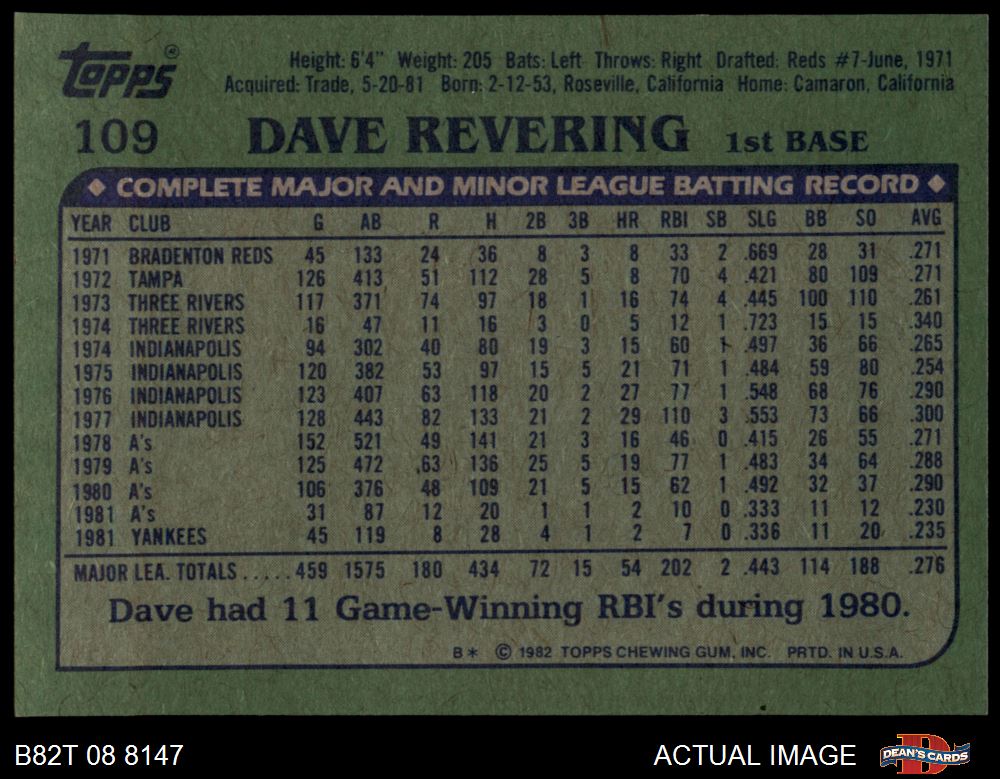 TOPPS
Height: 6'4" Weight: 205 Bats: Left Throws: Right Drafted: Reds #7-June, 1971
Acquired: Trade, 5-20-81 Born: 2-12-53, Roseville, California Home: Camaron, California
109 DAVE REVERING 1st BASE
◆ COMPLETE MAJOR AND MINOR LEAGUE BATTING RECORD ◆
YEAR CLUB G AB R H 2B 3B HR RBI SB SLG BB SO AVG
1971 BRADENTON REDS 45 133 24 36 8 3 8 33 2 .669 28 31 .271
1972 TAMPA 126 413 51 112 28 5 8 70 4 .421 80 109 .271
1973 THREE RIVERS 117 371 74 97 18 1 16 74 4 .445 100 110 .261
1974 THREE RIVERS 16 47 11 16 3 0 5 12 1 .723 15 15 .340
1974 INDIANAPOLIS 94 302 40 80 19 3 15 60 1 .497 36 66 .265
1975 INDIANAPOLIS 120 382 53 97 15 5 21 71 1 .484 59 80 .254
1976 INDIANAPOLIS 123 407 63 118 20 2 27 77 1 .548 68 76 .290
1977 INDIANAPOLIS 128 443 82 133 21 2 29 110 3 .553 73 66 .300
1978 A's 152 521 49 141 21 3 16 46 0 .415 26 55 .271
1979 A's 125 472 63 136 25 5 19 77 1 .483 34 64 .288
1980 A's 106 376 48 109 21 5 15 62 1 .492 32 37 .290
1981 A's 31 87 12 20 1 1 2 10 0 .333 11 12 .230
1981 YANKEES 45 119 8 28 4 1 2 7 0 .336 11 20 .235
MAJOR LEA. TOTALS.....459 1575 180 434 72 15 54 202 2 .443 114 188 .276
Dave had 11 Game-Winning RBI's during 1980.
B* © 1982 TOPPS CHEWING GUM, INC. PRTD. IN U.S.A.
B82T 08 8147 ACTUAL IMAGE DEAN'S CARDS